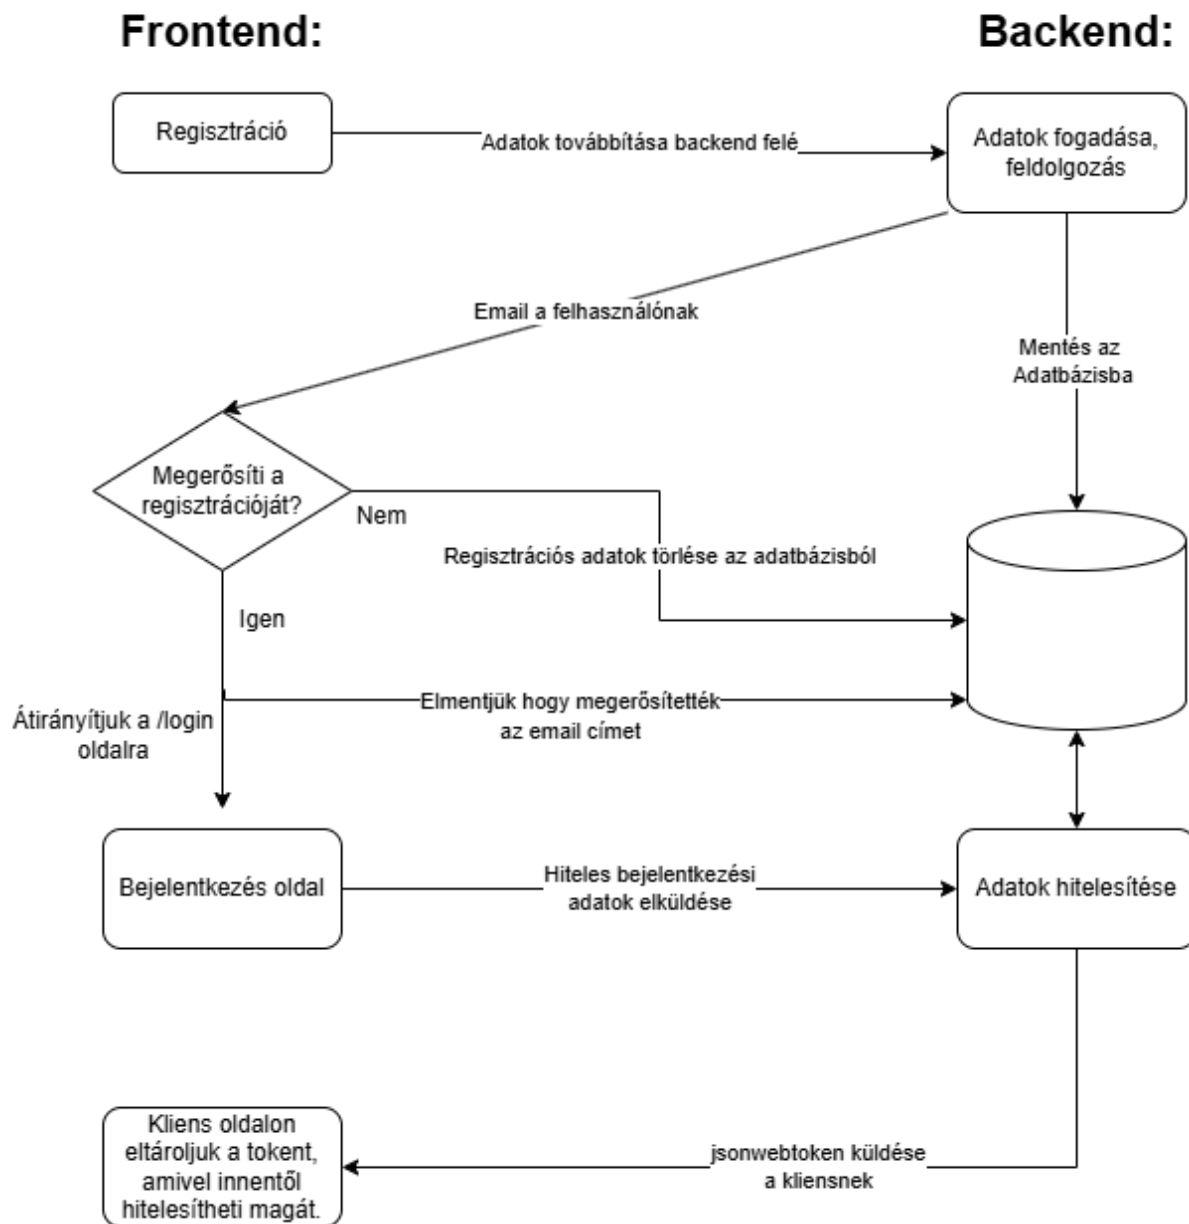 Frontend:
Backend:
Regisztráció
Adatok továbbítása backend felé
Adatok fogadása,
feldolgozás
Email a felhasználónak
Mentés az
Adatbázisba
Megerősíti a
regisztrációját?
Nem
Regisztrációs adatok törlése az adatbázisból
Igen
Elmentjük hogy megerősítették
az email címet
Átirányítjuk a /login
oldalra
Bejelentkezés oldal
Hiteles bejelentkezési
adatok elküldése
Adatok hitelesítése
jsonwebtoken küldése
a kliensnek
Kliens oldalon
eltároljuk a tokent,
amivel innentől
hitelesítheti magát.